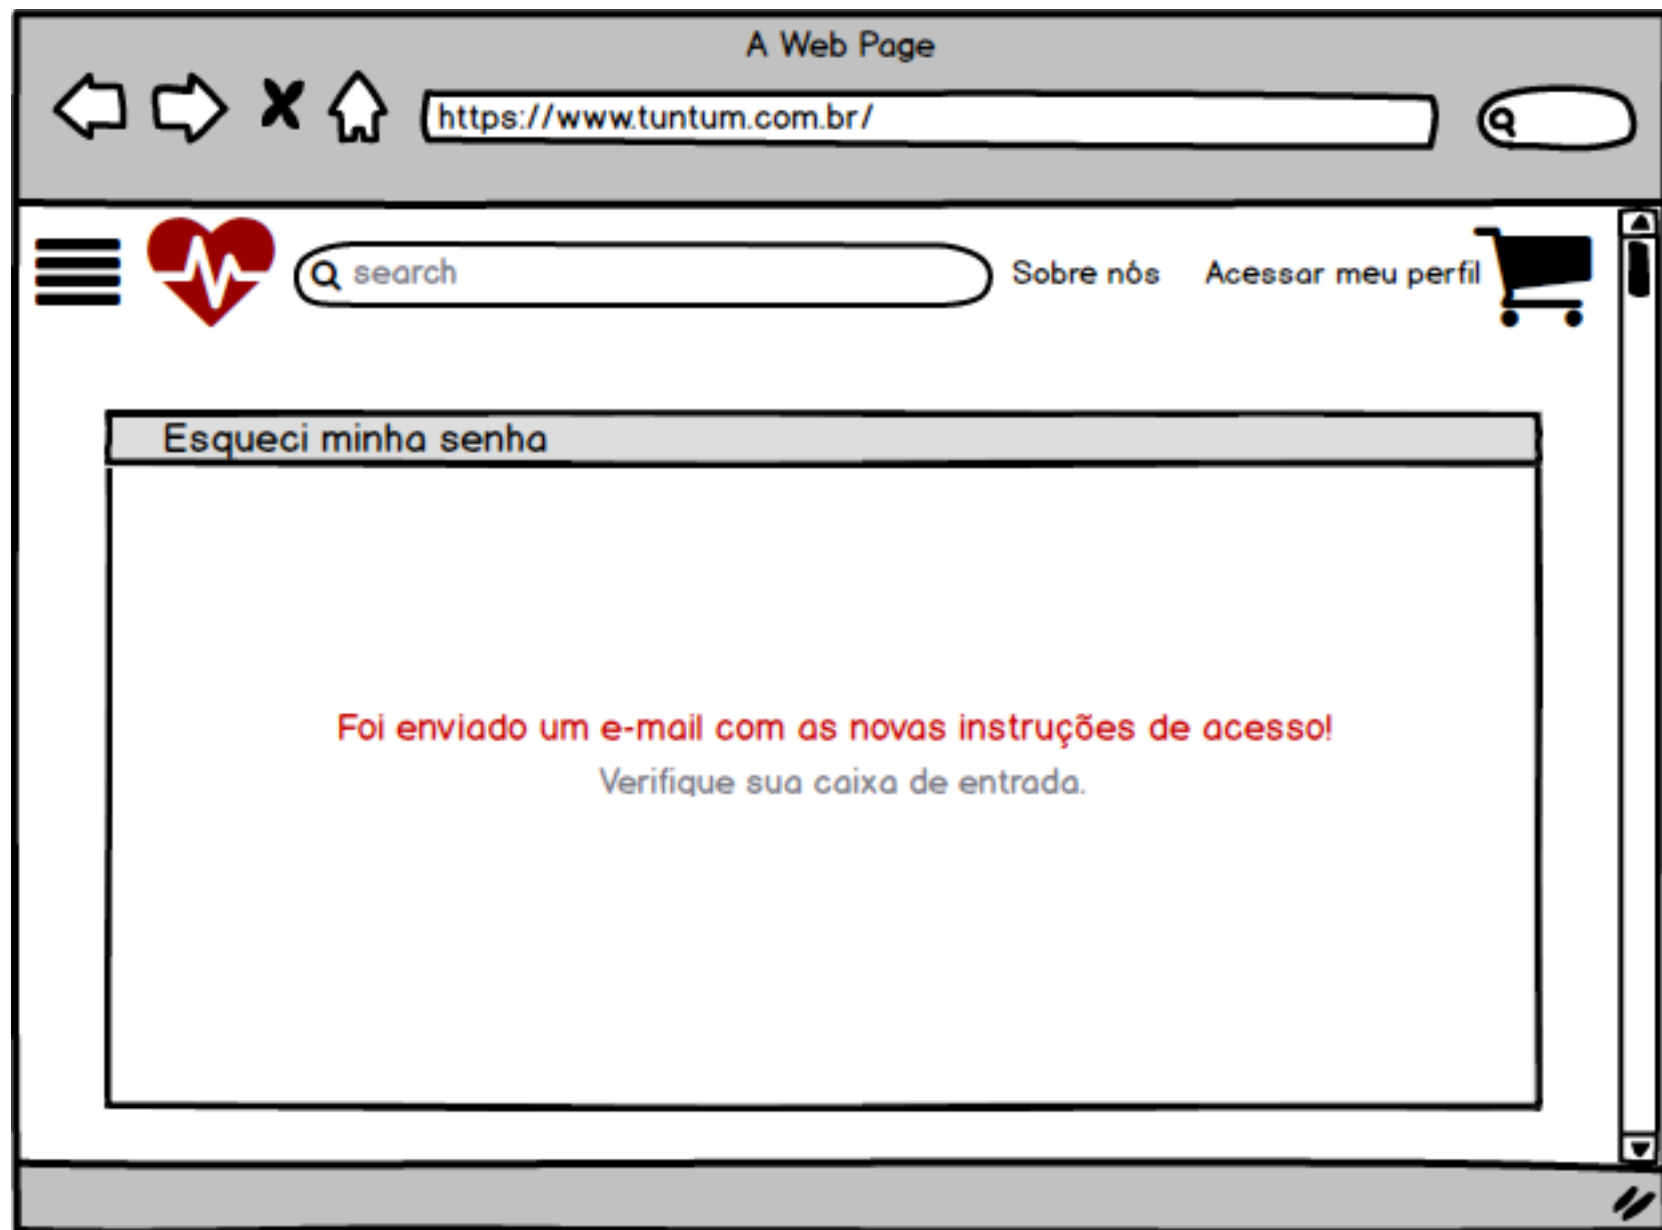 A Web Page
https://www.tuntum.com.br/
search
Sobre nós
Acessar meu perfil
Esqueci minha senha
Foi enviado um e-mail com as novas instruções de acesso!
Verifique sua caixa de entrada.